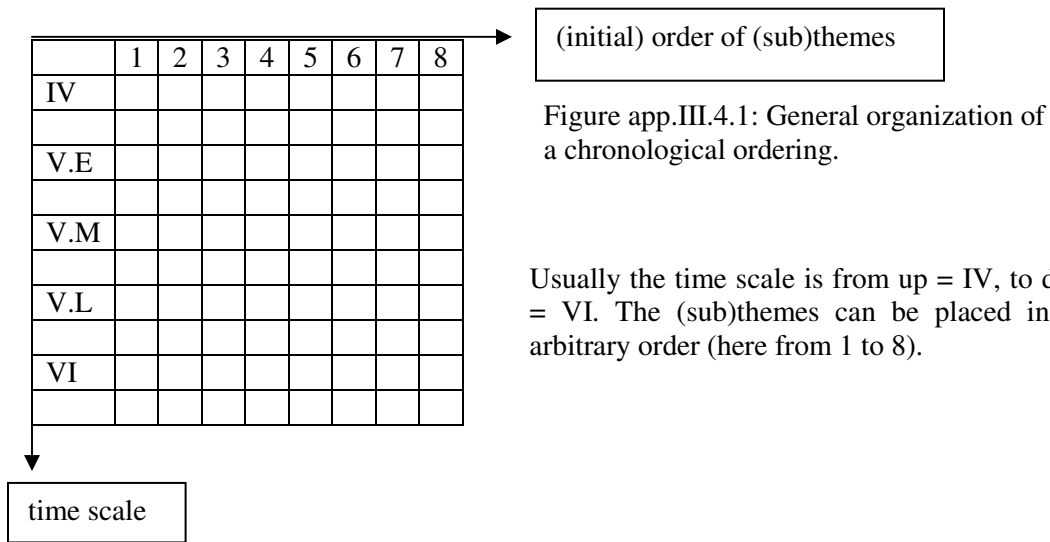 (initial) order of (sub)themes
1 2 3 4 5 6 7 8
IV
V.E
V.M
V.L
VI
time scale
Figure app.III.4.1: General organization of
a chronological ordering.
Usually the time scale is from up = IV, to
= VI. The (sub)themes can be placed in
arbitrary order (here from 1 to 8).